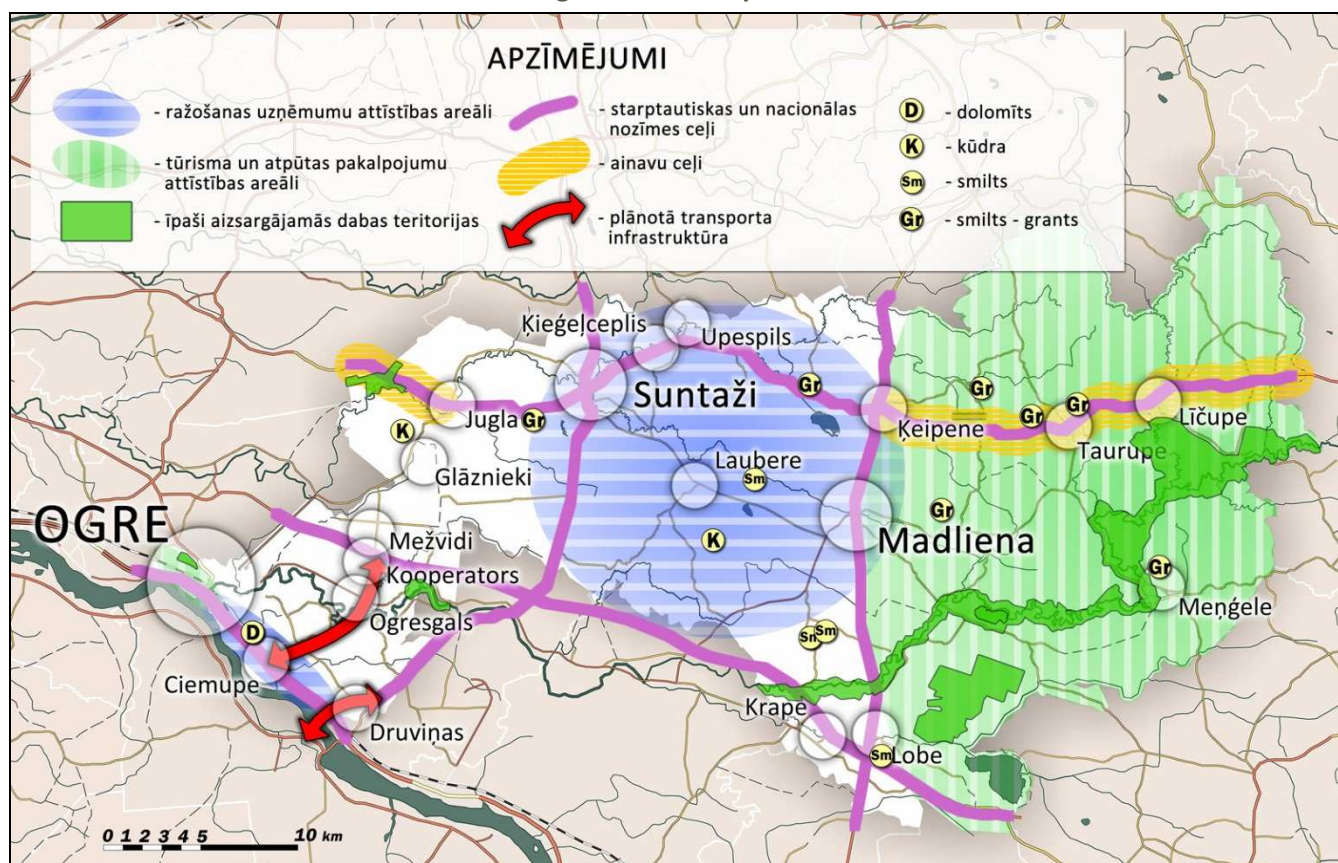 APZĪMĒJUMI
- ražošanas uzņēmumu attīstības areāli
- tūrisma un atpūtas pakalpojumu
attīstības areāli
- īpaši aizsargājamās dabas teritorijas
- starptautiskas un nacionālas
nozīmes ceļi
- ainavu ceļi
- plānotā transporta
infrastruktūra
D - dolomīts
K - kūdra
Sm - smilts
Gr - smilts - grants
Ķieģeļceplis
Upespils
Suntaži
Gr
Gr
Jugla
Gr
Ķeipene
Gr
Gr
Taurupe
Līčupe
K
Glāznieki
Laubere
Sm
Gr
OGRE
Mežvidi
K
Madliena
Kooperators
Gr
Meņģele
Ogresgals
D
Sm
Sm
Ciemupe
Druviņas
Krape
Lobe
Sm
0 1 2 3 4 5 10 km